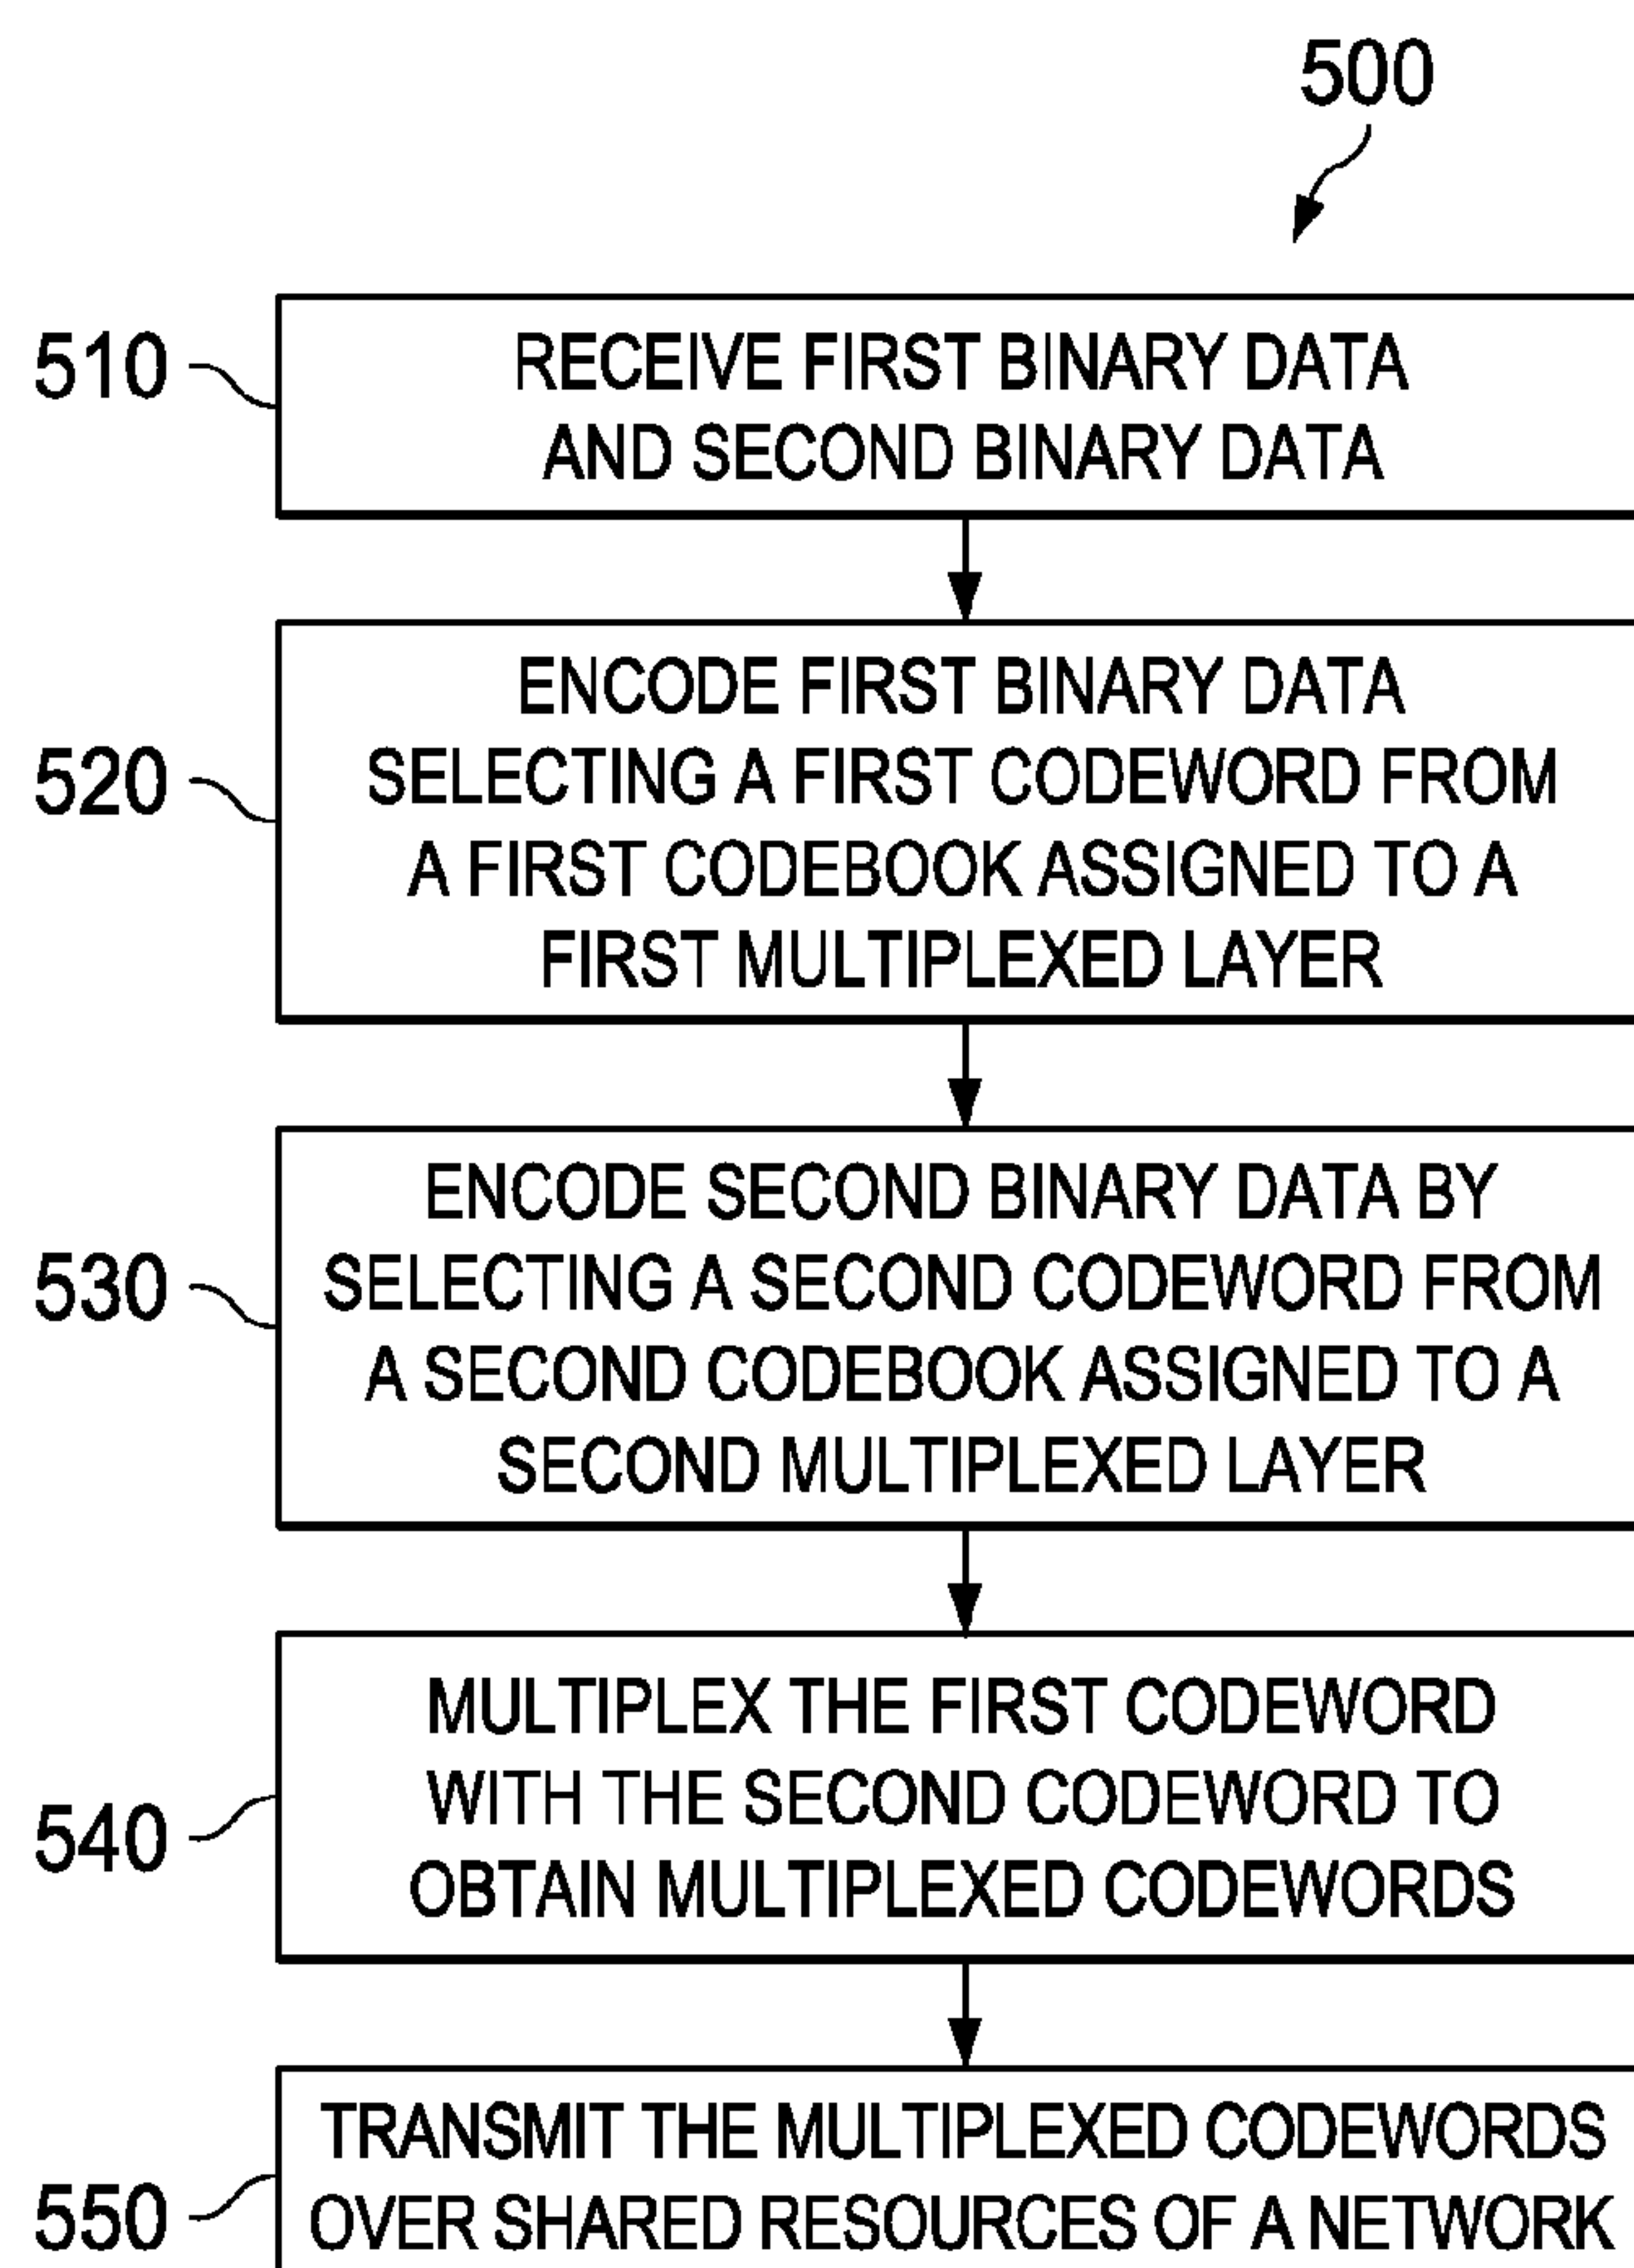 500
510
RECEIVE FIRST BINARY DATA
AND SECOND BINARY DATA
520
ENCODE FIRST BINARY DATA
SELECTING A FIRST CODEWORD FROM
A FIRST CODEBOOK ASSIGNED TO A
FIRST MULTIPLEXED LAYER
530
ENCODE SECOND BINARY DATA BY
SELECTING A SECOND CODEWORD FROM
A SECOND CODEBOOK ASSIGNED TO A
SECOND MULTIPLEXED LAYER
540
MULTIPLEX THE FIRST CODEWORD
WITH THE SECOND CODEWORD TO
OBTAIN MULTIPLEXED CODEWORDS
550
TRANSMIT THE MULTIPLEXED CODEWORDS
OVER SHARED RESOURCES OF A NETWORK